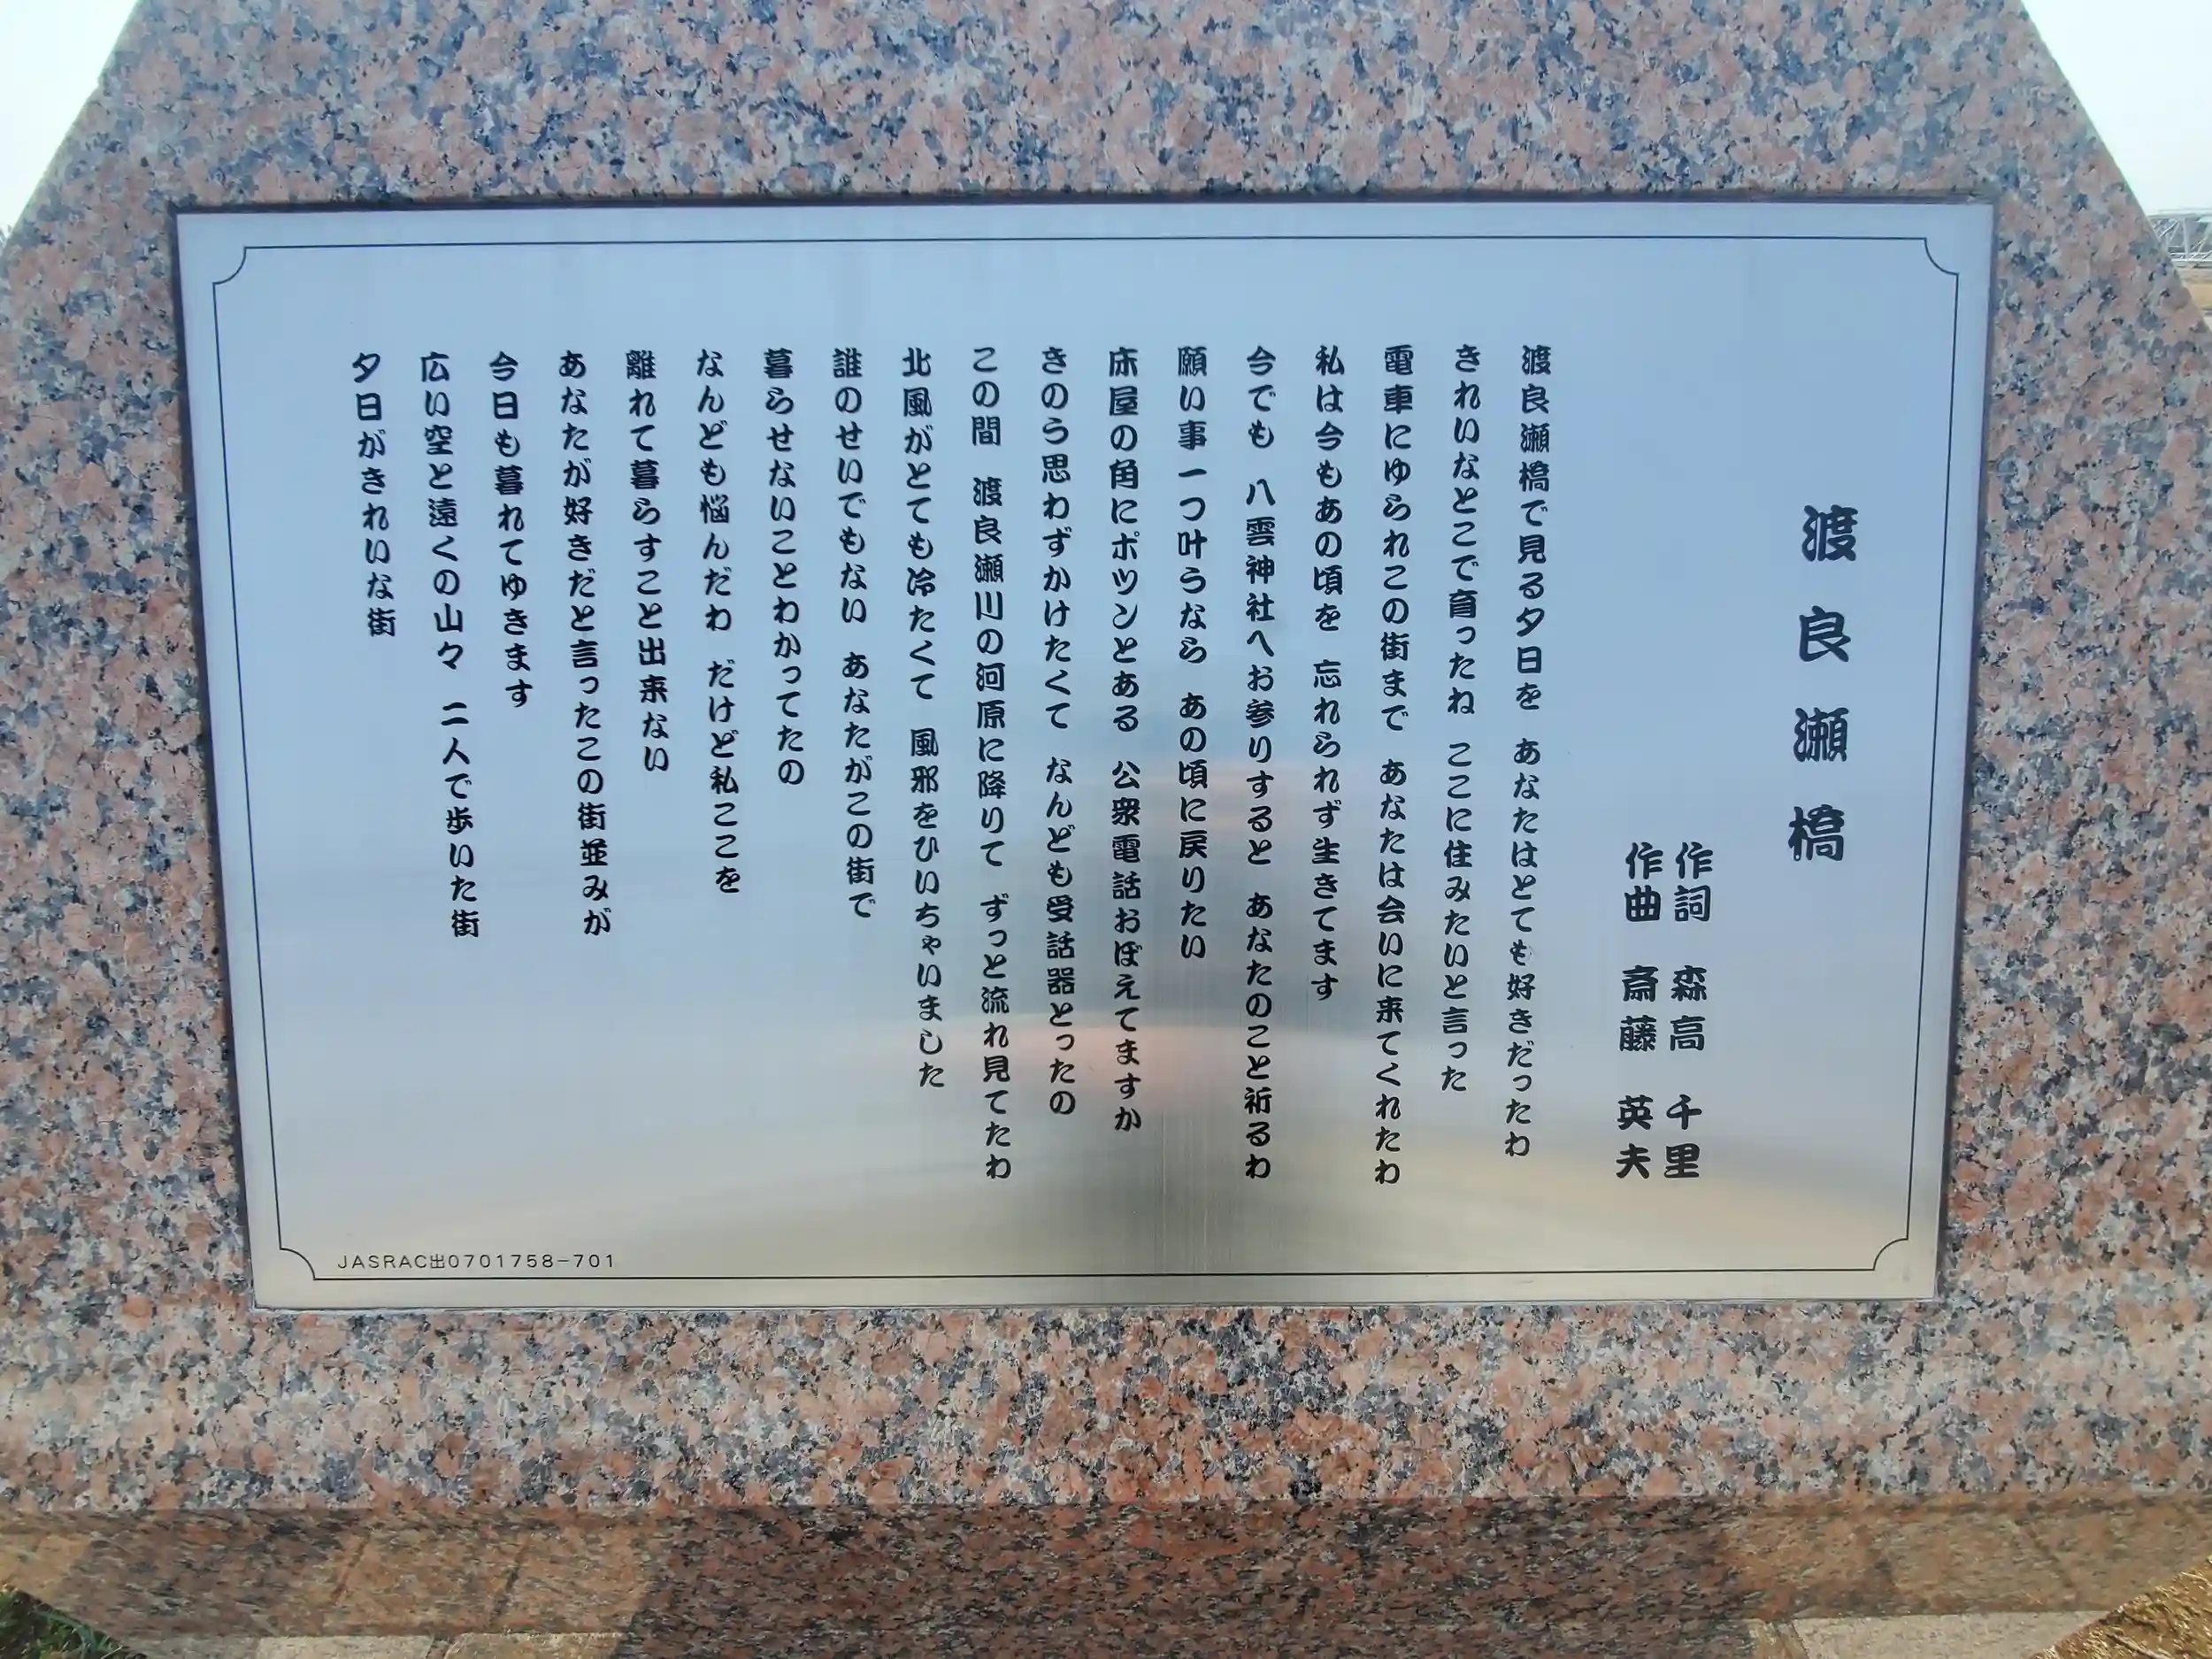 渡良瀬橋
作詞 森高 千里
作曲 斎藤 英夫
渡良瀬橋で見る夕日を あなたはとても好きだったわ
きれいなとこで育ったね ここに住みたいと言った
電車にゆられこの街まで あなたは会いに来てくれたわ
私は今もあの頃を 忘れられず生きてます
今でも 八雲神社へお参りすると あなたのこと祈るわ
願い事一つ叶うなら あの頃に戻りたい
床屋の角にポツンとある 公衆電話おぼえてますか
きのう思わずかけたくて なんども受話器とったの
この間 渡良瀬川の河原に降りて ずっと流れ見てたわ
北風がとても冷たくて 風邪をひいちゃいました
誰のせいでもない あなたがこの街で
暮らせないことわかってたの
なんども悩んだわ だけど私ここを
離れて暮らすこと出来ない
あなたが好きだと言ったこの街並みが
今日も暮れてゆきます
広い空と遠くの山々 二人で歩いた街
夕日がきれいな街
JASRAC出0701758-701